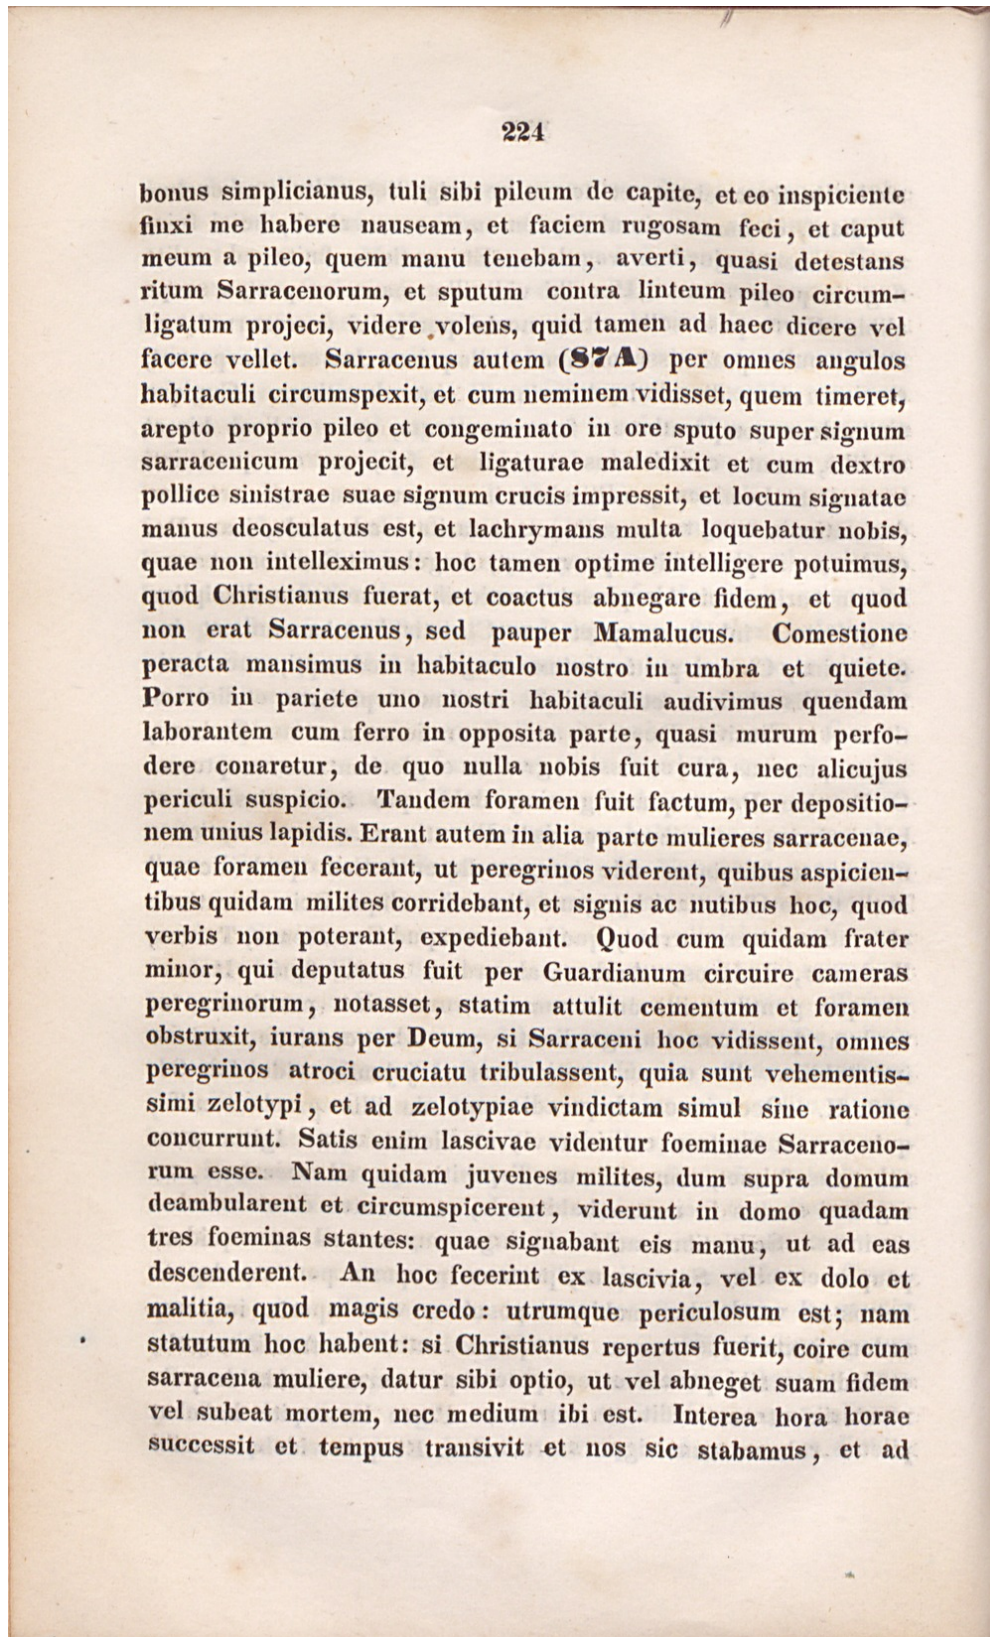 224
bonus simplicianus, tuli sibi pileum de capite, et eo inspiciente
finxi me habere nauseam, et faciem rugosam feci, et caput
meum a pileo, quem manu tenebam, averti, quasi detestans
ritum Sarracenorum, et sputum contra linteum pileo circum-
ligatum projeci, videre volens, quid tamen ad haec dicere vel
facere vellet. Sarracenus autem (87 A) per omnes angulos
habitaculi circumspexit, et cum neminem vidisset, quem timeret,
arepto proprio pileo et congeminato in ore sputo super signum
sarracenicum projecit, et ligaturae maledixit et cum dextro
pollice sinistrae suae signum crucis impressit, et locum signatae
manus deosculatus est, et lachrymans multa loquebatur nobis,
quae non intelleximus: hoc tamen optime intelligere potuimus,
quod Christianus fuerat, et coactus abnegare fidem, et quod
non erat Sarracenus, sed pauper Mamalucus. Comestione
peracta mansimus in habitaculo nostro in umbra et quiete.
Porro in pariete uno nostri habitaculi audivimus quendam
laborantem cum ferro in opposita parte, quasi murum perfo-
dere conaretur, de quo nulla nobis fuit cura, nec alicujus
periculi suspicio. Tandem foramen fuit factum, per depositio-
nem unius lapidis. Erant autem in alia parte mulieres sarracenae,
quae foramen fecerant, ut peregrinos viderent, quibus aspicien-
tibus quidam milites corridebant, et signis ac nutibus hoc, quod
verbis non poterant, expediebant. Quod cum quidam frater
minor, qui deputatus fuit per Guardianum circuire cameras
peregrinorum, notasset, statim attulit cementum et foramen
obstruxit, iurans per Deum, si Sarraceni hoc vidissent, omnes
peregrinos atroci cruciatu tribulassent, quia sunt vehementis-
simi zelotypi, et ad zelotypiae vindictam simul sine ratione
concurrunt. Satis enim lascivae videntur foeminae Sarraceno-
rum esse. Nam quidam juvenes milites, dum supra domum
deambularent et circumspicerent, viderunt in domo quadam
tres foeminas stantes: quae signabant eis manu, ut ad eas
descenderent. An hoc fecerint ex lascivia, vel ex dolo et
malitia, quod magis credo: utrumque periculosum est; nam
statutum hoc habent: si Christianus repertus fuerit, coire cum
sarracena muliere, datur sibi optio, ut vel abneget suam fidem
vel subeat mortem, nec medium ibi est. Interea hora horae
successit et tempus transivit et nos sic stabamus, et ad